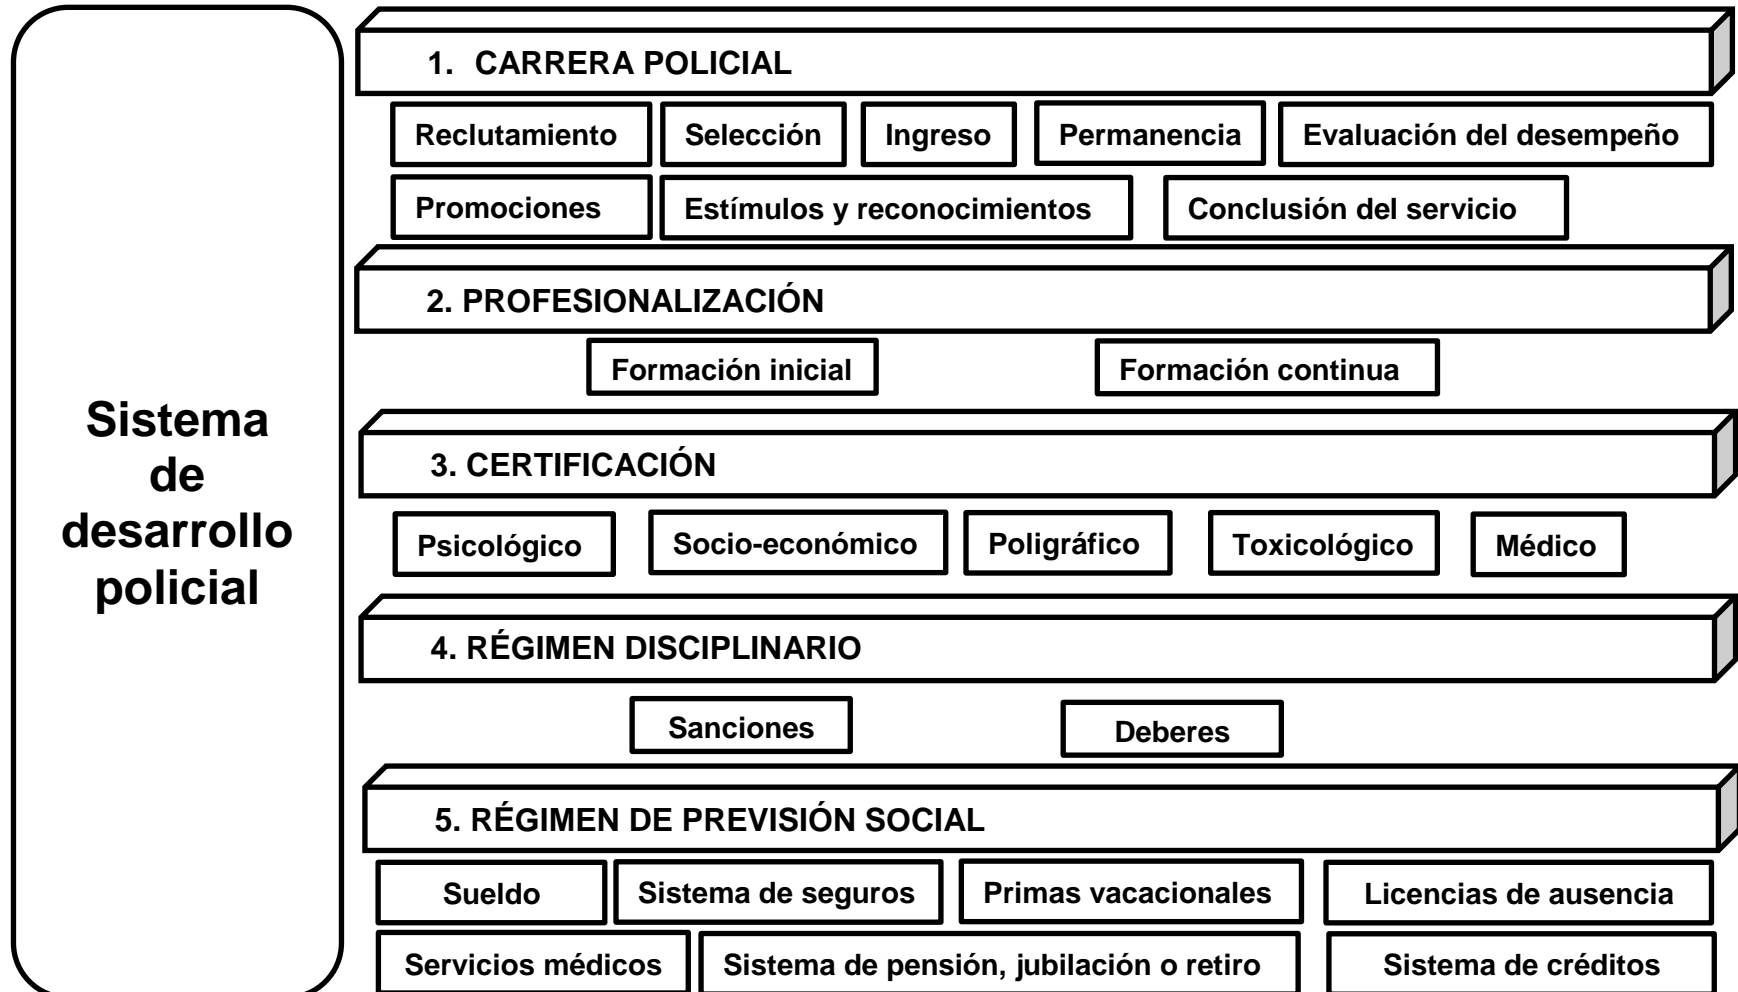 Sistema
de
desarrollo
policial
1. CARRERA POLICIAL
Reclutamiento
Selección
Ingreso
Permanencia
Evaluación del desempeño
Promociones
Estímulos y reconocimientos
Conclusión del servicio
2. PROFESIONALIZACIÓN
Formación inicial
Formación continua
3. CERTIFICACIÓN
Psicológico
Socio-económico
Poligráfico
Toxicológico
Médico
4. RÉGIMEN DISCIPLINARIO
Sanciones
Deberes
5. RÉGIMEN DE PREVISIÓN SOCIAL
Sueldo
Sistema de seguros
Primas vacacionales
Licencias de ausencia
Servicios médicos
Sistema de pensión, jubilación o retiro
Sistema de créditos